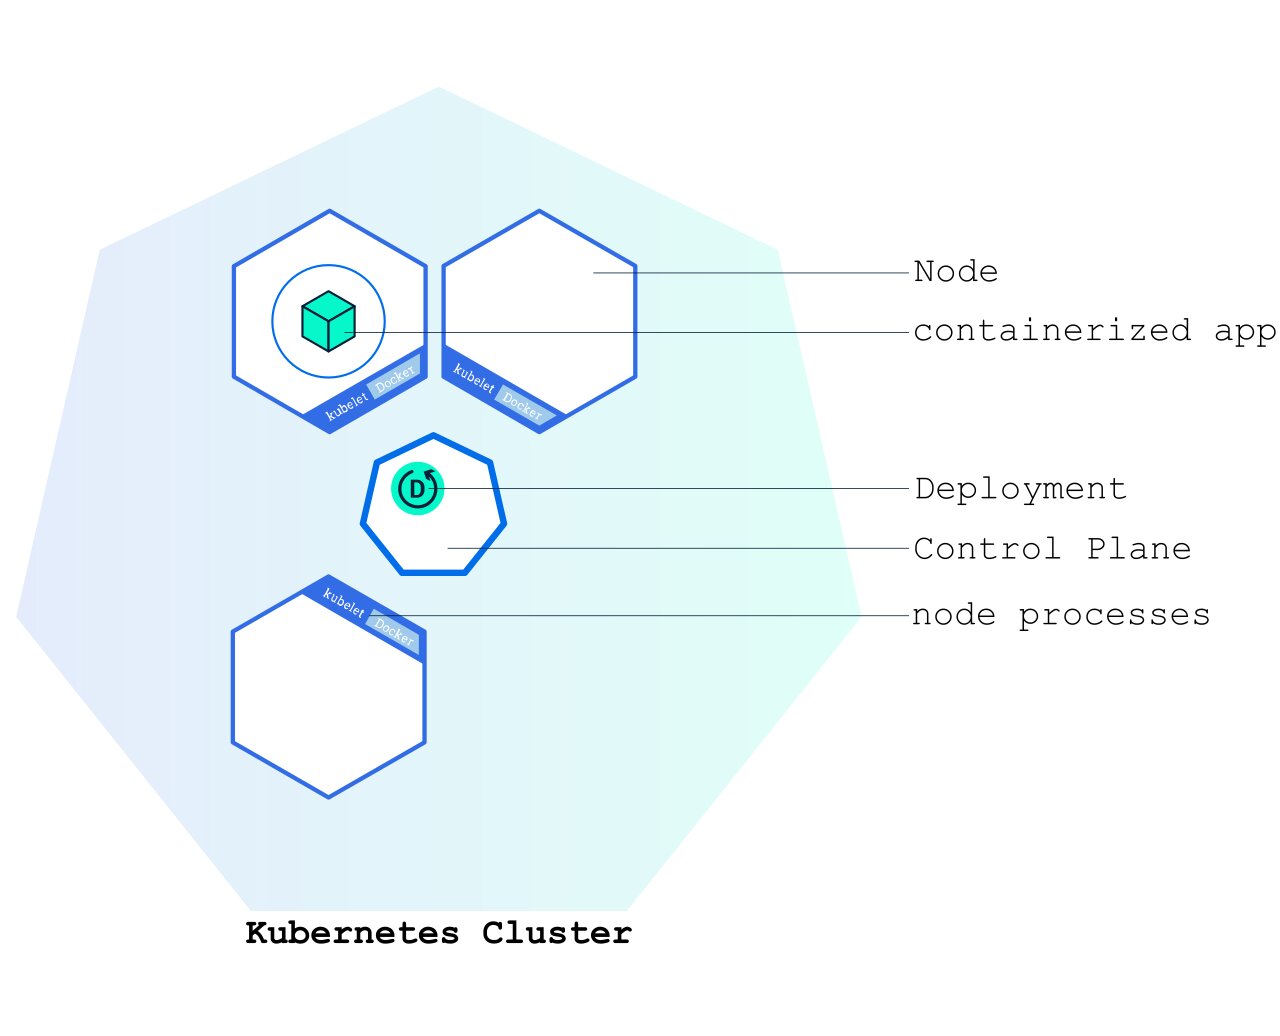 Node
containerized app
kubelet Docker
kubelet Docker
D
Deployment
Control Plane
kubelet Docker
node processes
Kubernetes Cluster